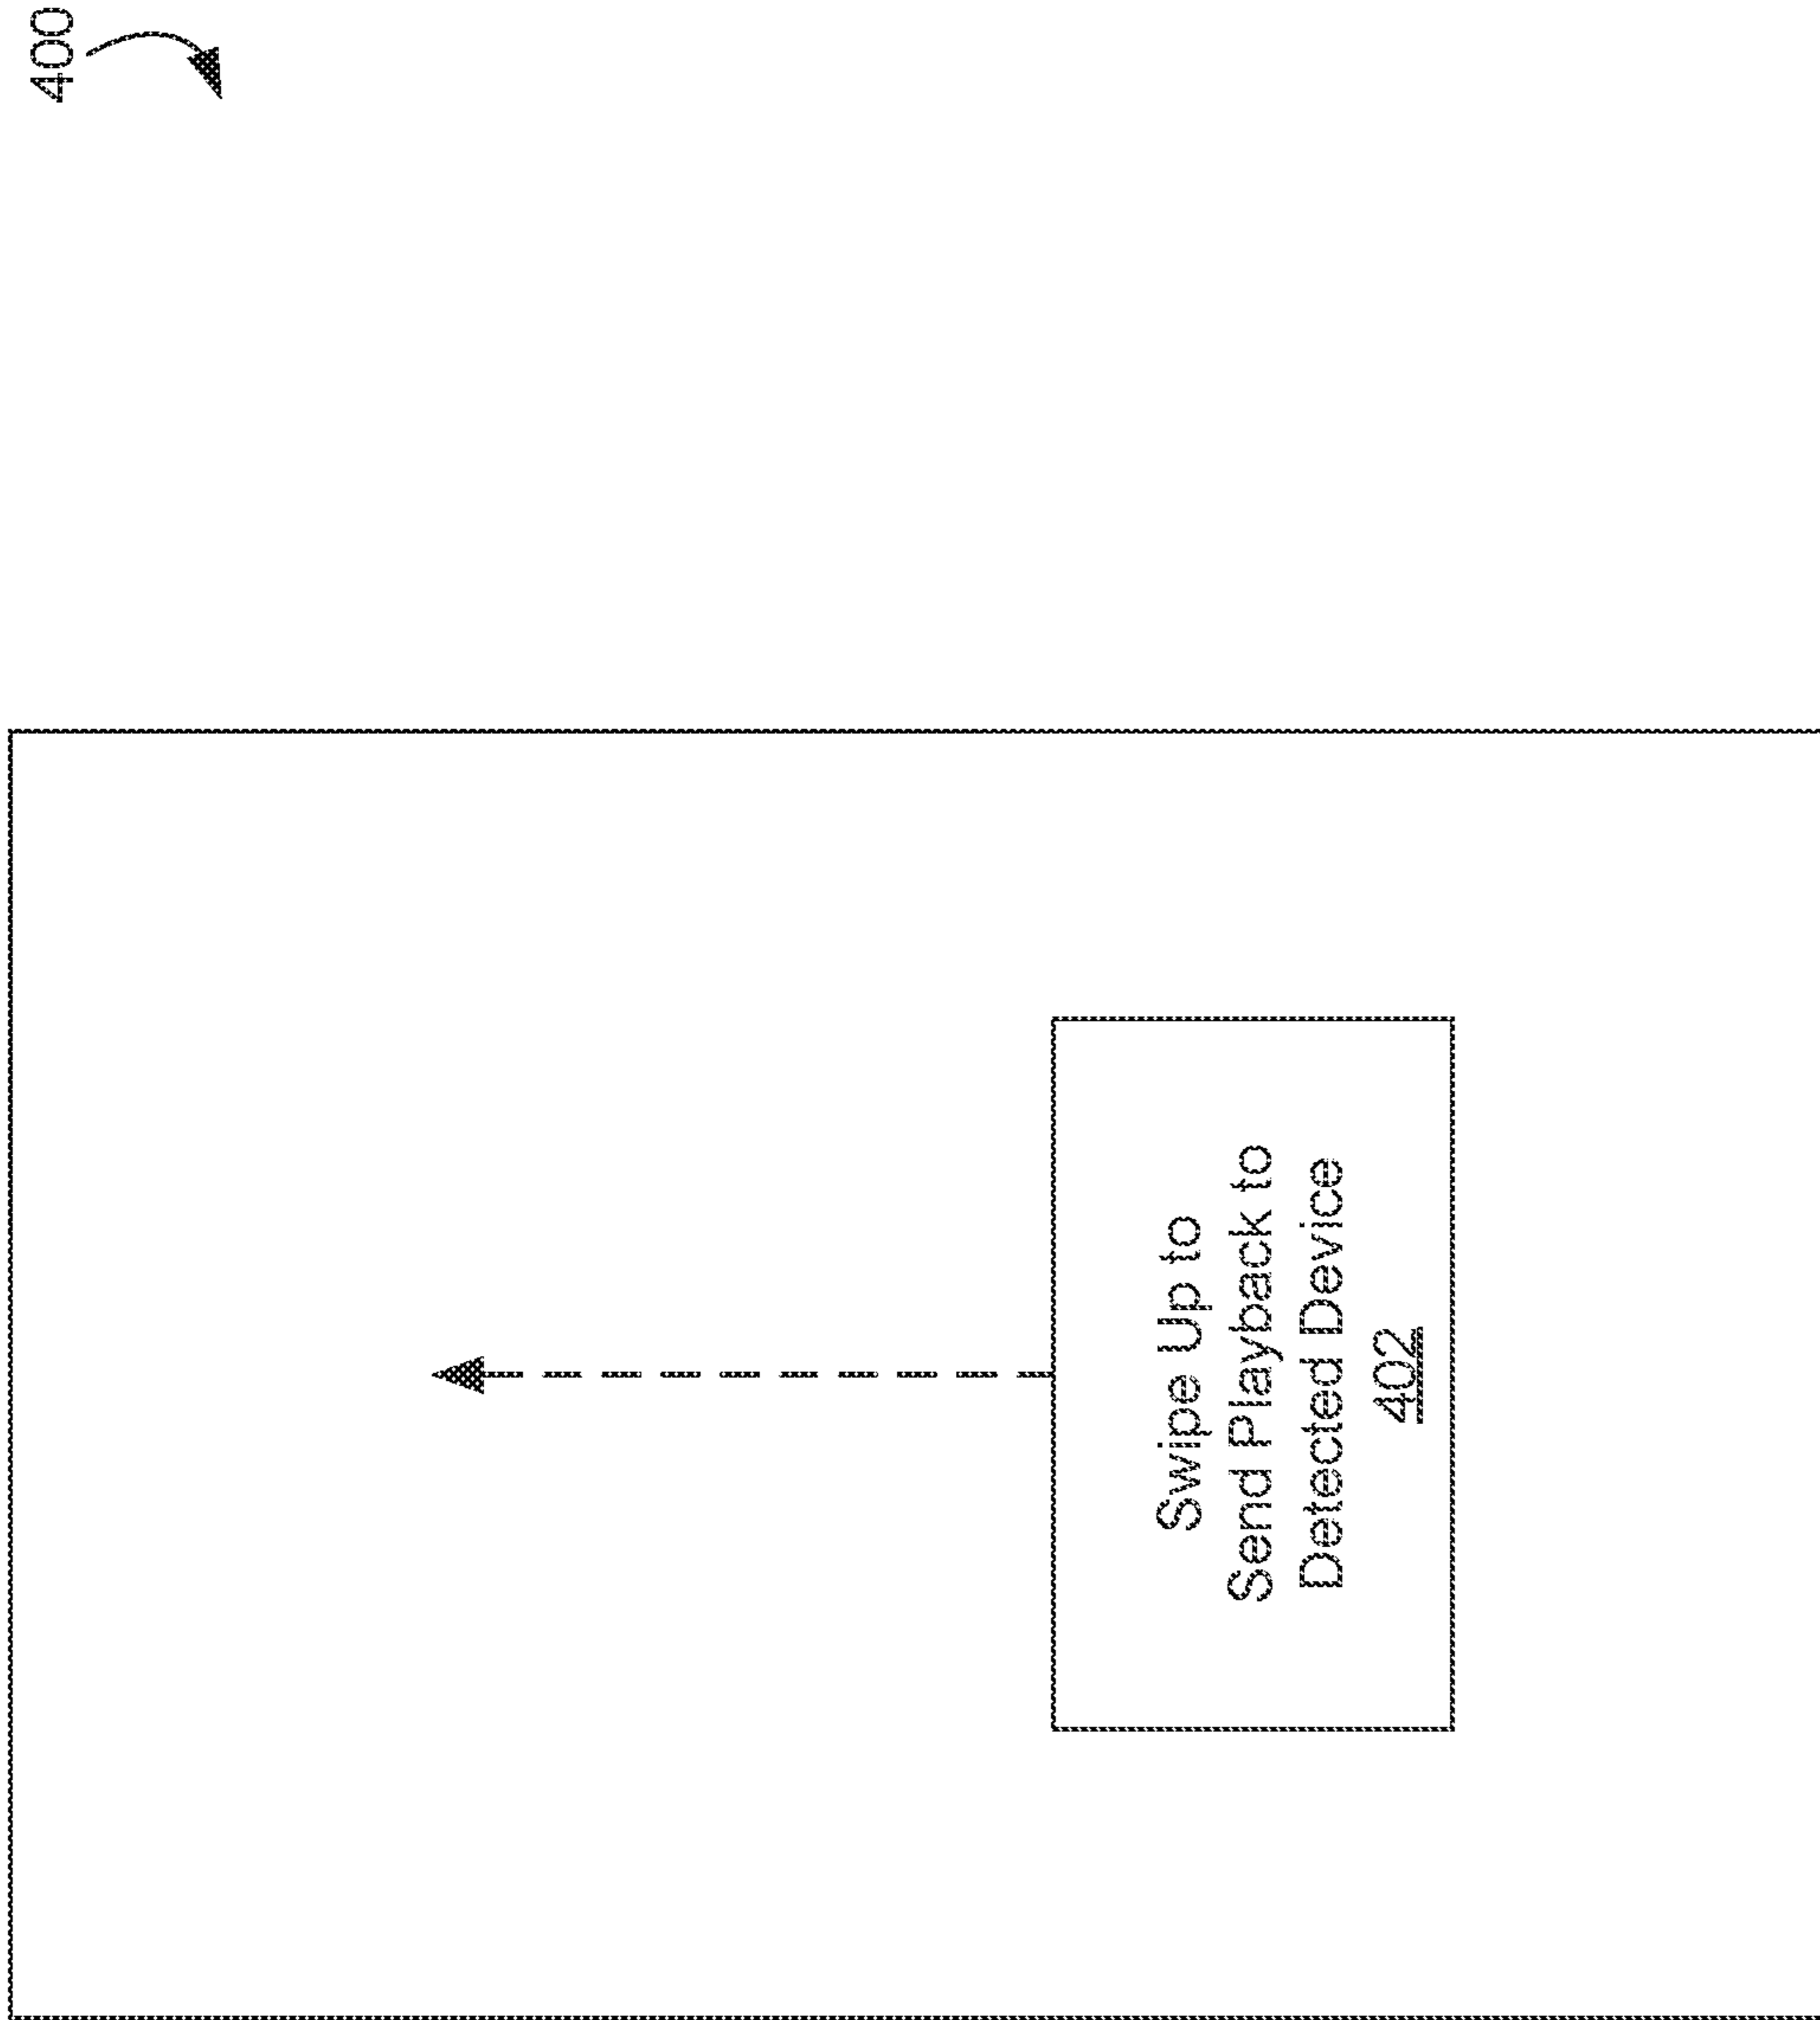 400
Swipe Up to
Send Playback to
Detected Device
402